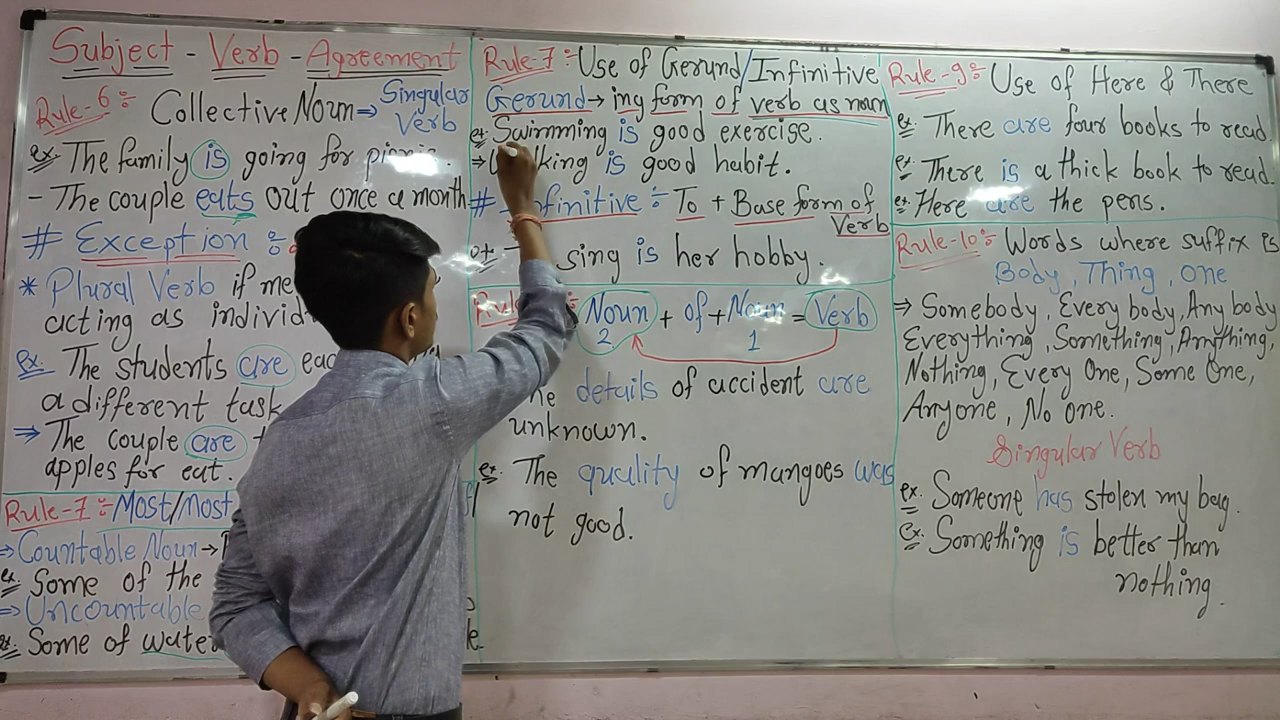 Subject - Verb - Agreement
Rule-6 : Collective Noun → Singular Verb
ex. The family is going for picnic.
- The couple eats out once a month
# Exception :
* Plural Verb if
acting as
ex. The students are
a different task
⇒ The couple are
apples for eat.
Rule-7 : Most/Most
⇒ Countable Noun →
ex. Some of the
⇒ Uncountable
ex. Some of water
Rule-7 : Use of Gerund/Infinitive
Gerund → ing form of verb as noun
ex. Swimming is good exercise.
⇒ is good habit.
# Infinitive : To + Base form of Verb
sing is her hobby.
Noun + of + Noun = Verb
2 1
details of accident are
unknown.
ex. The quality of mangoes was
not good.
Rule-9 : Use of Here & There
ex. There are four books to read.
ex. There is a thick book to read.
ex. Here are the pens.
Rule-10 : Words where suffix is
Body, Thing, One
→ Somebody, Every body, Any body
Everything, Something, Anything,
Nothing, Every One, Some One,
Anyone, No one.
Singular Verb
ex. Someone has stolen my bag.
ex. Something is better than
nothing.